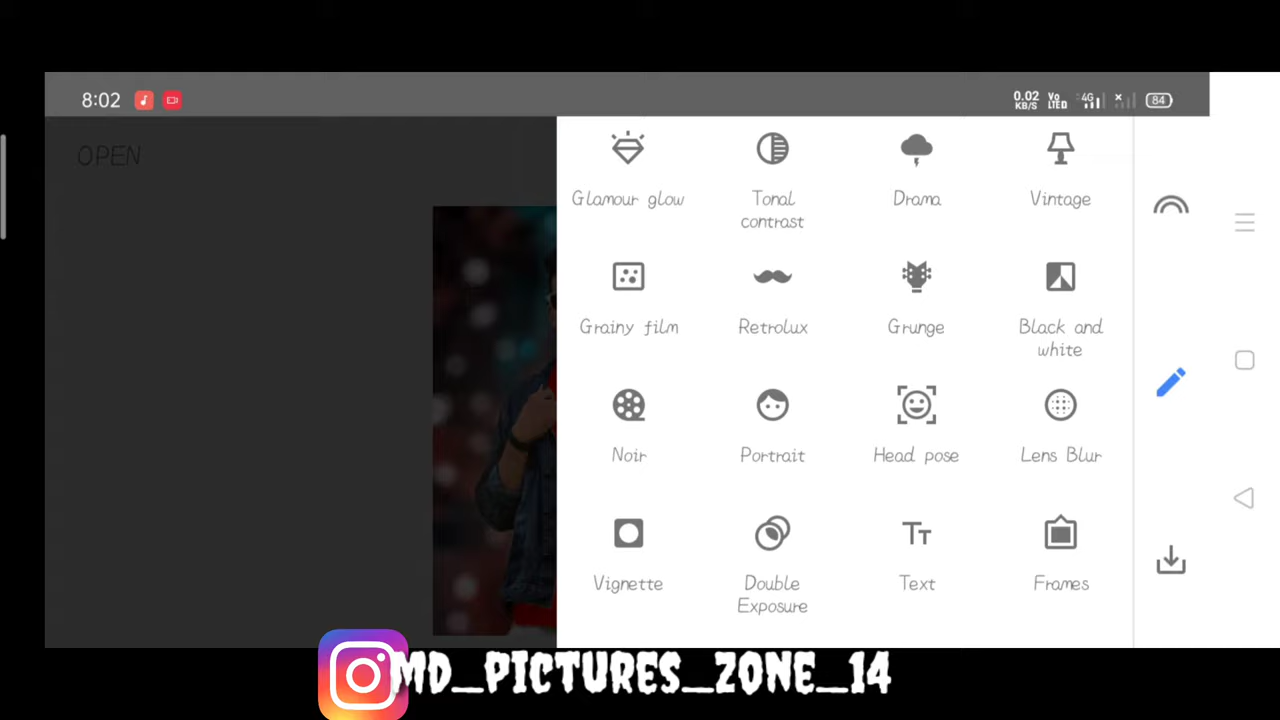 8:02
0.02 KB/S Vo LTED 4G 84
OPEN
Glamour glow
Tonal contrast
Drama
Vintage
Grainy film
Retrolux
Grunge
Black and white
Noir
Portrait
Head pose
Lens Blur
Vignette
Double Exposure
Text
Frames
MD_PICTURES_ZONE_14